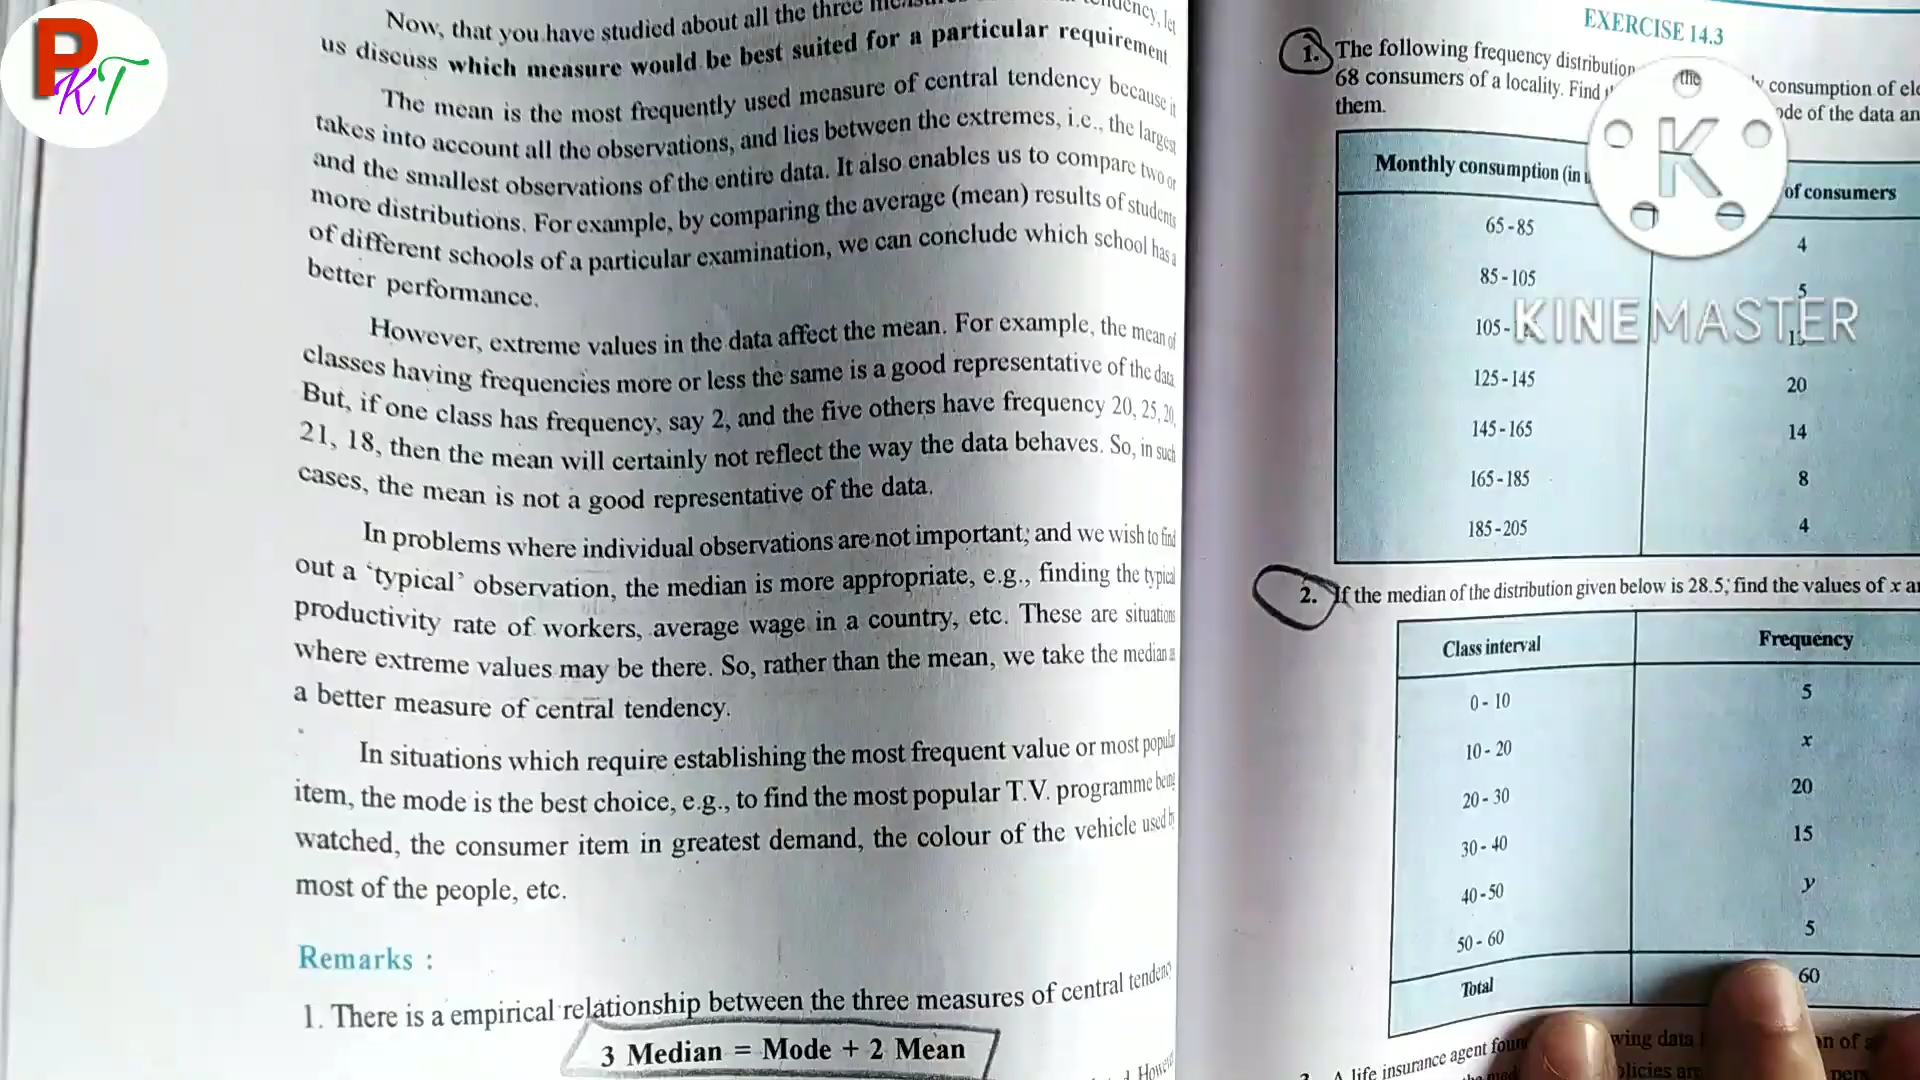 PKT
Now, that you have studied about all the three
us discuss which measure would be best suited for a particular requirement
The mean is the most frequently used measure of central tendency because it
takes into account all the observations, and lies between the extremes, i.e., the largest
and the smallest observations of the entire data. It also enables us to compare two or
more distributions. For example, by comparing the average (mean) results of students
of different schools of a particular examination, we can conclude which school has a
better performance.
However, extreme values in the data affect the mean. For example, the mean of
classes having frequencies more or less the same is a good representative of the data.
But, if one class has frequency, say 2, and the five others have frequency 20, 25, 20,
21, 18, then the mean will certainly not reflect the way the data behaves. So, in such
cases, the mean is not a good representative of the data.
In problems where individual observations are not important, and we wish to find
out a ‘typical’ observation, the median is more appropriate, e.g., finding the typical
productivity rate of workers, average wage in a country, etc. These are situations
where extreme values may be there. So, rather than the mean, we take the median as
a better measure of central tendency.
In situations which require establishing the most frequent value or most popular
item, the mode is the best choice, e.g., to find the most popular T.V. programme being
watched, the consumer item in greatest demand, the colour of the vehicle used by
most of the people, etc.
Remarks :
1. There is a empirical relationship between the three measures of central tendency
3 Median = Mode + 2 Mean
EXERCISE 14.3
1. The following frequency distribution the consumption of
68 consumers of a locality. Find of the data
them.
Monthly consumption (in of consumers
65 - 85 4
85 - 105 5
105 -
125 - 145 20
145 - 165 14
165 - 185 8
185 - 205 4
K
KINEMASTER
2. If the median of the distribution given below is 28.5, find the values of x
Class interval Frequency
0 - 10 5
10 - 20 x
20 - 30 20
30 - 40 15
40 - 50 y
50 - 60 5
Total 60
A life insurance agent data of